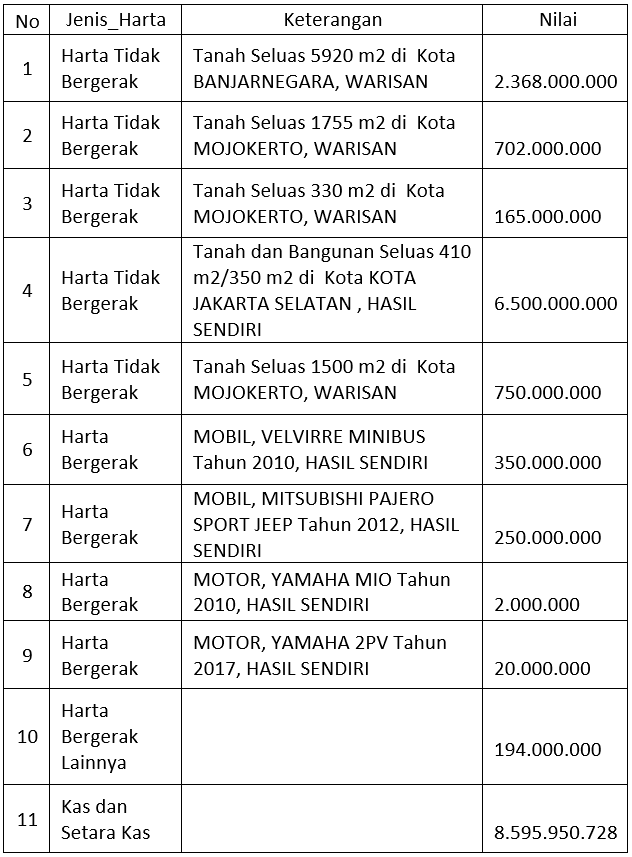 No Jenis_Harta Keterangan Nilai
1 Harta Tidak Bergerak Tanah Seluas 5920 m2 di  Kota BANJARNEGARA, WARISAN 2.368.000.000
2 Harta Tidak Bergerak Tanah Seluas 1755 m2 di  Kota MOJOKERTO, WARISAN 702.000.000
3 Harta Tidak Bergerak Tanah Seluas 330 m2 di  Kota MOJOKERTO, WARISAN 165.000.000
4 Harta Tidak Bergerak Tanah dan Bangunan Seluas 410 m2/350 m2 di  Kota KOTA JAKARTA SELATAN , HASIL SENDIRI 6.500.000.000
5 Harta Tidak Bergerak Tanah Seluas 1500 m2 di  Kota MOJOKERTO, WARISAN 750.000.000
6 Harta Bergerak MOBIL, VELVIRRE MINIBUS Tahun 2010, HASIL SENDIRI 350.000.000
7 Harta Bergerak MOBIL, MITSUBISHI PAJERO SPORT JEEP Tahun 2012, HASIL SENDIRI 250.000.000
8 Harta Bergerak MOTOR, YAMAHA MIO Tahun 2010, HASIL SENDIRI 2.000.000
9 Harta Bergerak MOTOR, YAMAHA 2PV Tahun 2017, HASIL SENDIRI 20.000.000
10 Harta Bergerak Lainnya 194.000.000
11 Kas dan Setara Kas 8.595.950.728